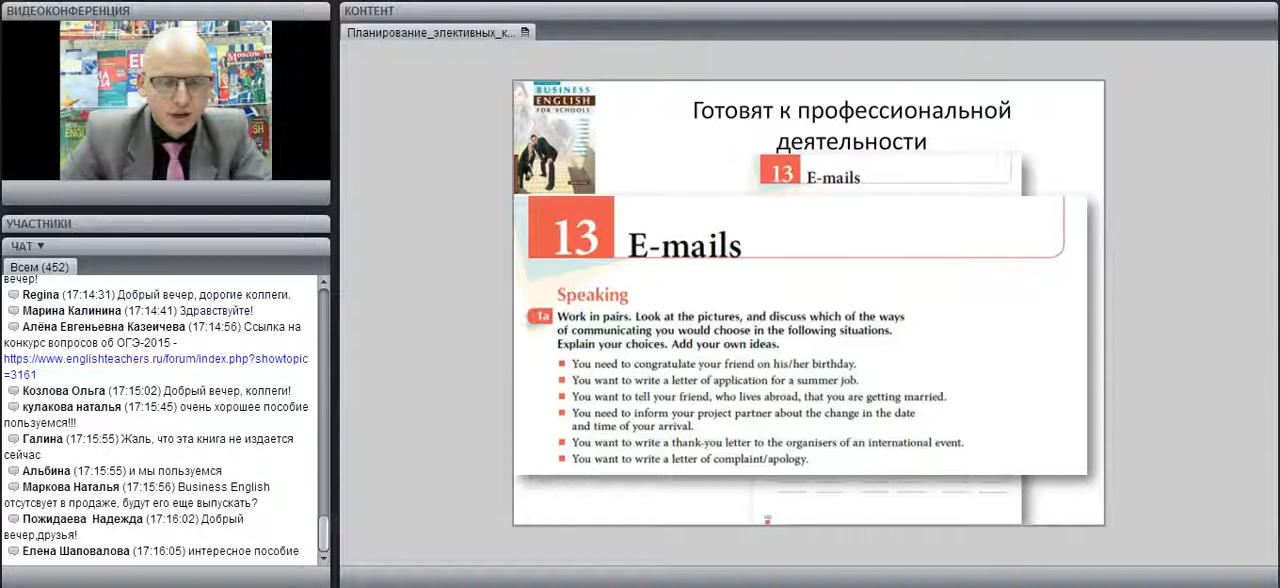 ВИДЕОКОНФЕРЕНЦИЯ
Moscow
УЧАСТНИКИ
ЧАТ ▼
Всем (452)
вечер!
Regina (17:14:31) Добрый вечер, дорогие коллеги.
Марина Калинина (17:14:41) Здравствуйте!
Алёна Евгеньевна Казеичева (17:14:56) Ссылка на
конкурс вопросов об ОГЭ-2015 -
https://www.englishteachers.ru/forum/index.php?showtopic
=3161
Козлова Ольга (17:15:02) Добрый вечер, коллеги!
кулакова наталья (17:15:45) очень хорошее пособие
пользуемся!!!
Галина (17:15:55) Жаль, что эта книга не издается
сейчас
Альбина (17:15:55) и мы пользуемся
Маркова Наталья (17:15:56) Business English
отсутсвует в продаже, будут его еще выпускать?
Пожидаева Надежда (17:16:02) Добрый
вечер,друзья!
Елена Шаповалова (17:16:05) интересное пособие
КОНТЕНТ
Планирование_элективных_к...
BUSINESS
ENGLISH
FOR SCHOOLS
Готовят к профессиональной
деятельности
13 E-mails
13 E-mails
Speaking
1a Work in pairs. Look at the pictures, and discuss which of the ways
of communicating you would choose in the following situations.
Explain your choices. Add your own ideas.
You need to congratulate your friend on his/her birthday.
You want to write a letter of application for a summer job.
You want to tell your friend, who lives abroad, that you are getting married.
You need to inform your project partner about the change in the date
and time of your arrival.
You want to write a thank-you letter to the organisers of an international event.
You want to write a letter of complaint/apology.